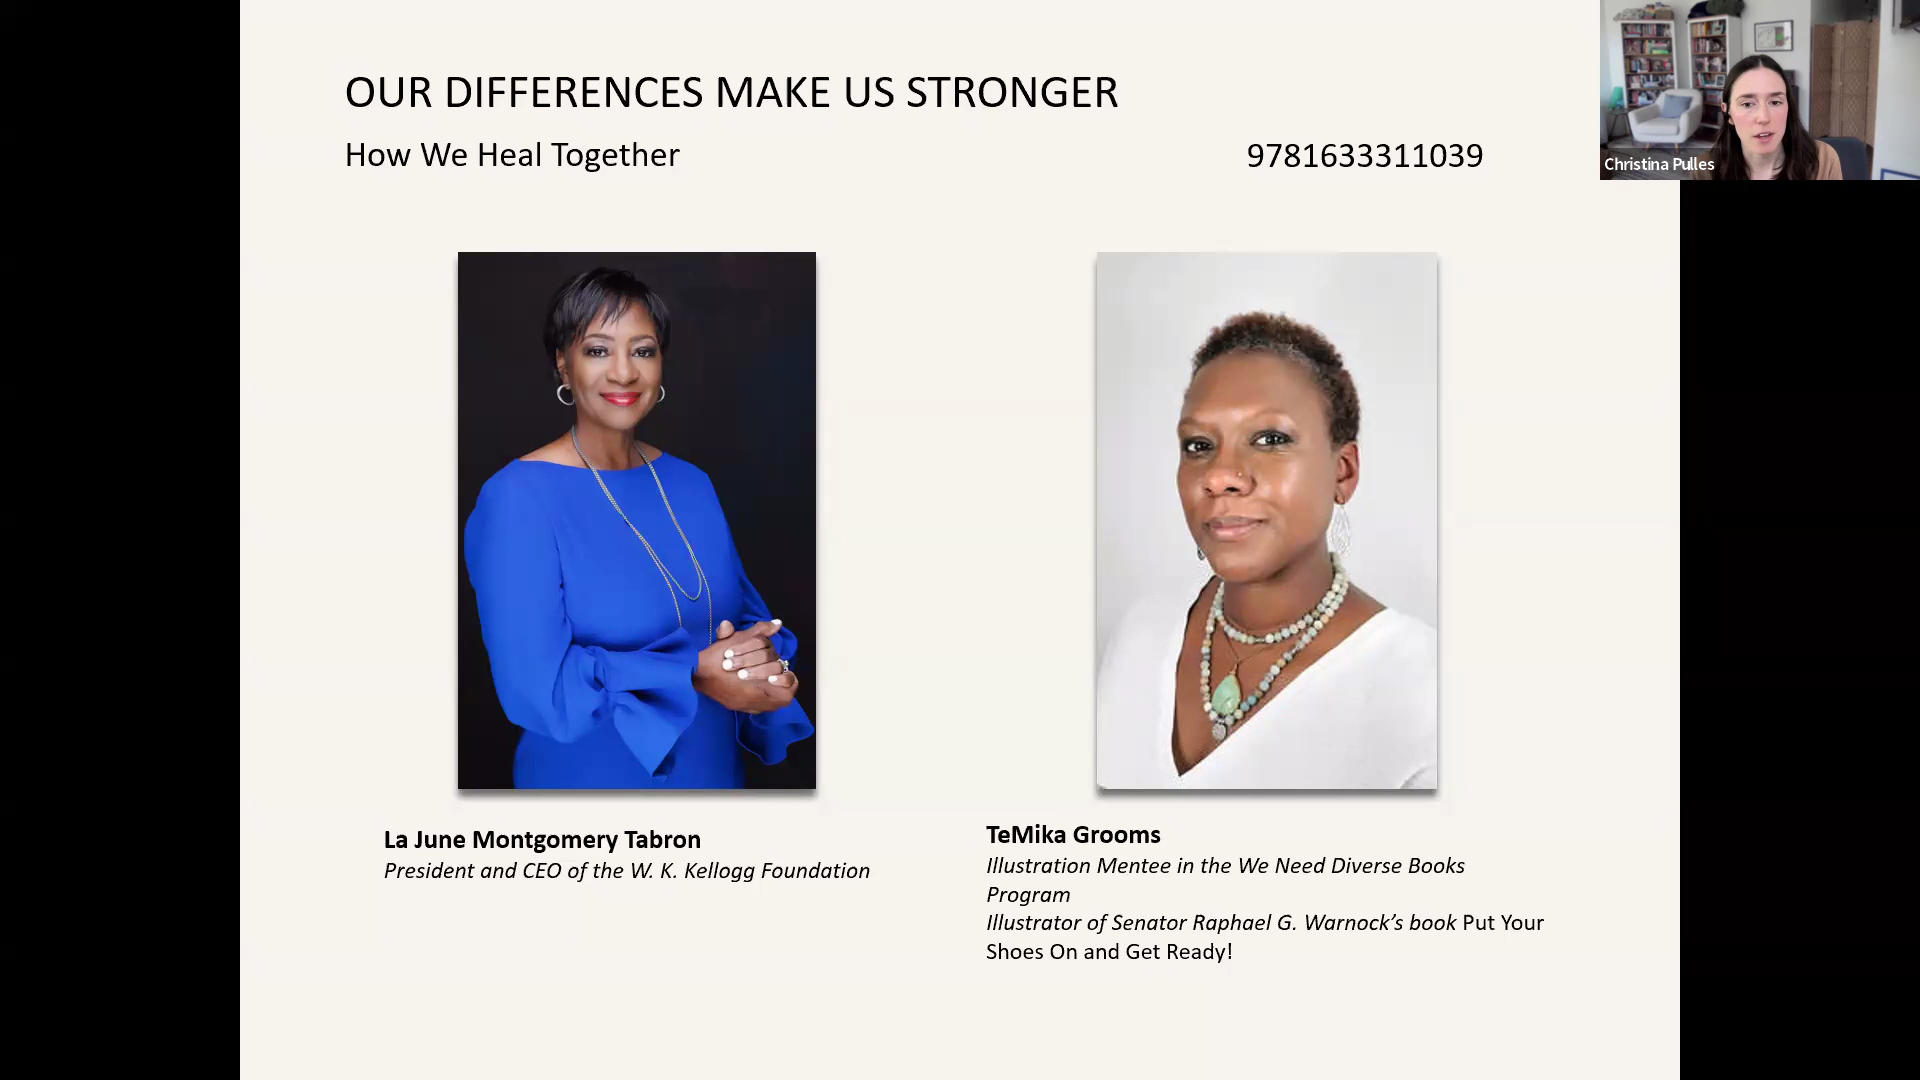 OUR DIFFERENCES MAKE US STRONGER
How We Heal Together
9781633311039
Christina Pulles
La June Montgomery Tabron
President and CEO of the W. K. Kellogg Foundation
TeMika Grooms
Illustration Mentee in the We Need Diverse Books
Program
Illustrator of Senator Raphael G. Warnock’s book Put Your
Shoes On and Get Ready!